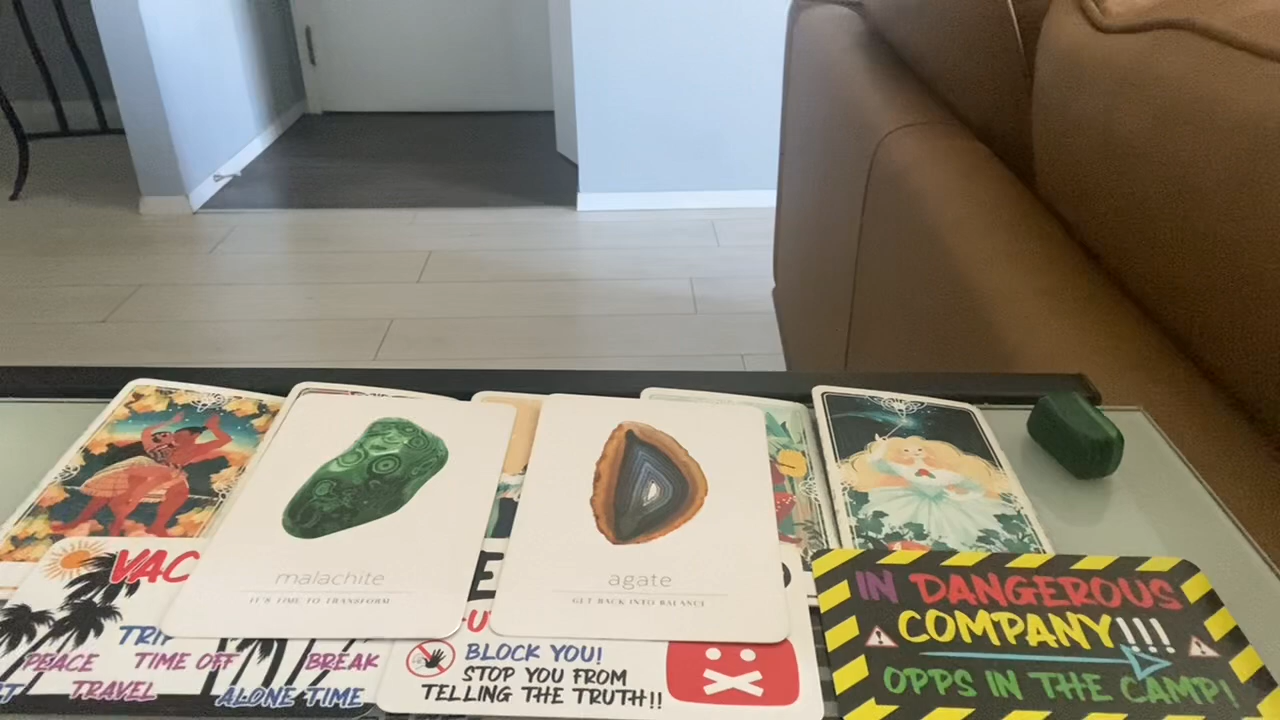 VAC
TRIP
PEACE TIME OFF BREAK
TRAVEL ALONE TIME
malachite
IT'S TIME TO TRANSFORM
agate
GET BACK INTO BALANCE
BLOCK YOU!
STOP YOU FROM
TELLING THE TRUTH!!
IN DANGEROUS
COMPANY!!!
OPPS IN THE CAMP!